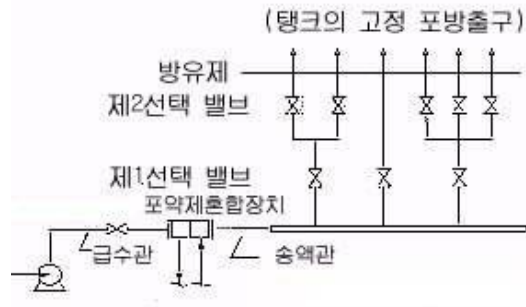 (탱크의 고정 포방출구)
방유제
제2선택 밸브
제1선택 밸브
포약제혼합장치
급수관
송액관